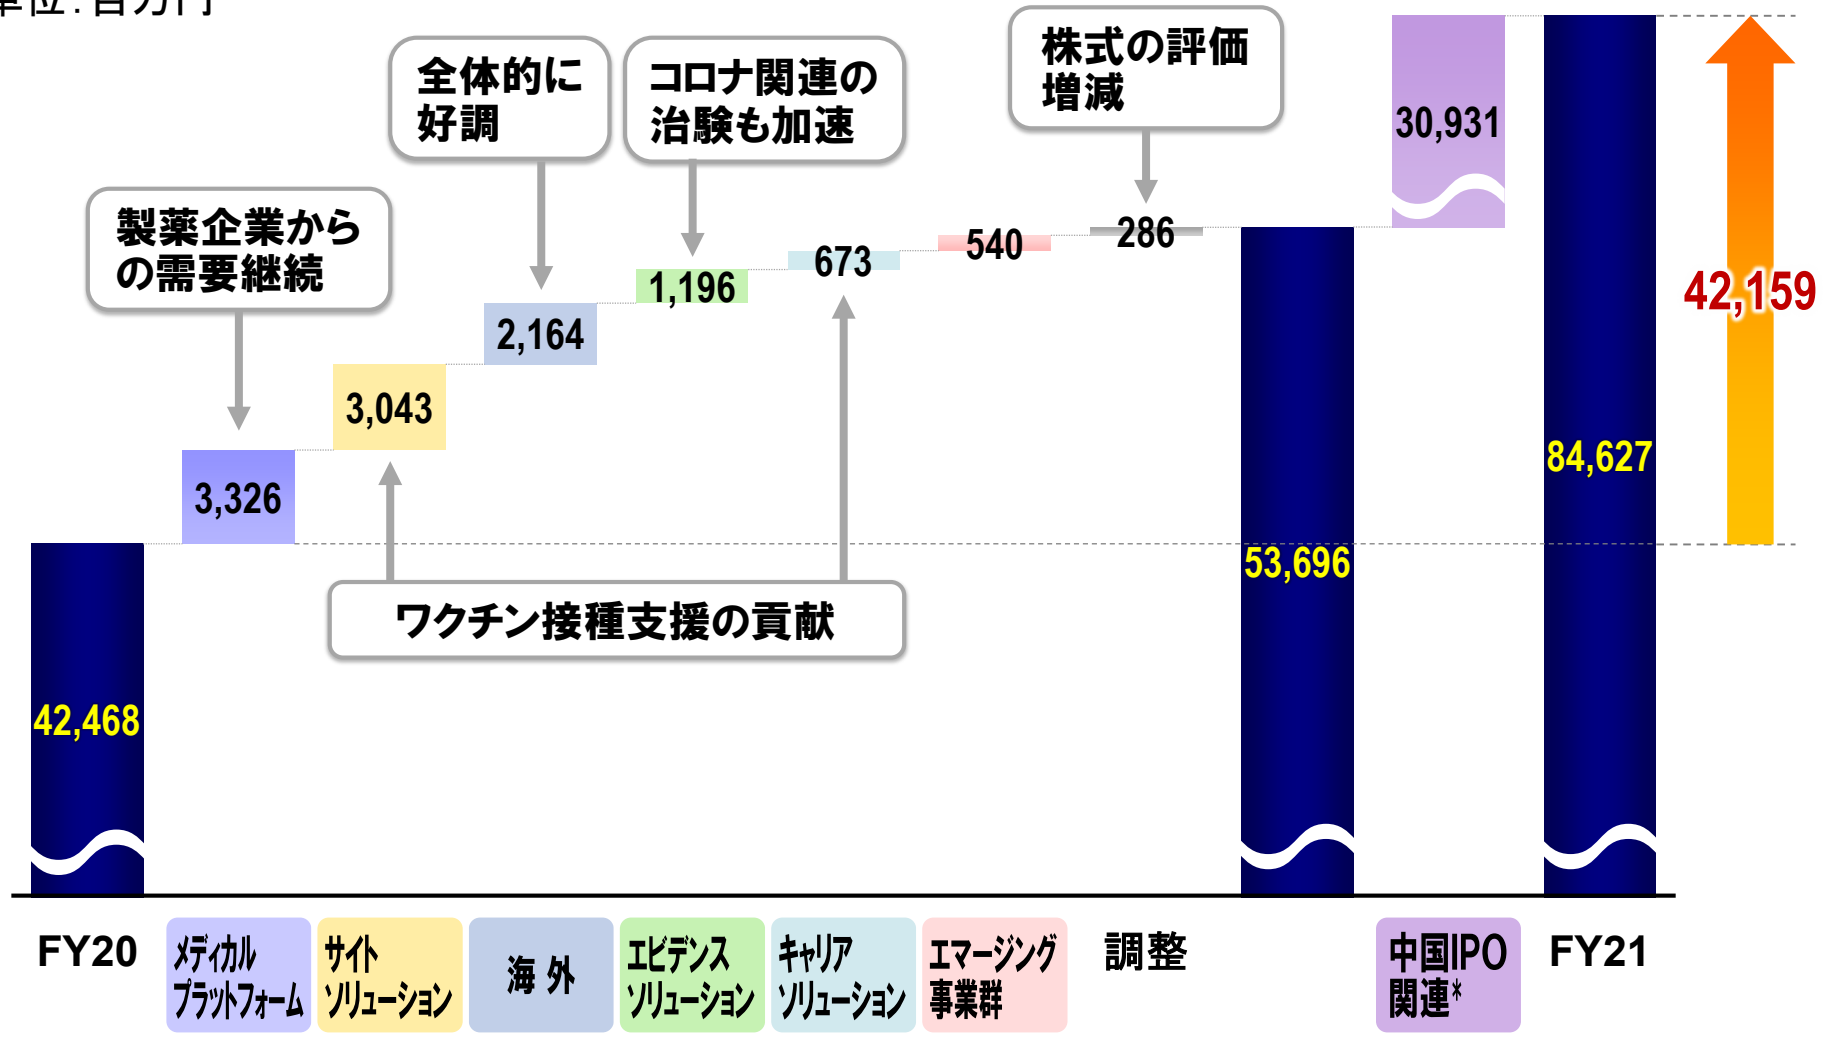 単位：百万円
全体的に
好調
コロナ関連の
治験も加速
株式の評価
増減
製薬企業から
の需要継続
ワクチン接種支援の貢献
42,468
3,326
3,043
2,164
1,196
673
540
286
53,696
30,931
84,627
42,159
FY20
メディカル
プラットフォーム
サイト
ソリューション
海 外
エビデンス
ソリューション
キャリア
ソリューション
エマージング
事業群
調整
中国IPO
関連*
FY21